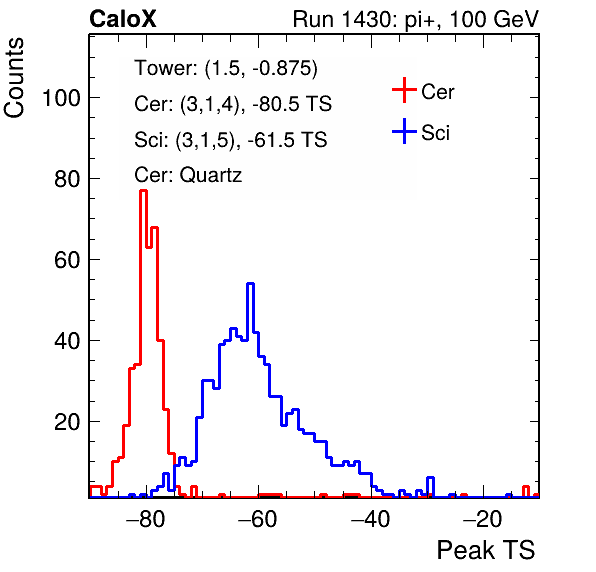 CaloX Run 1430: pi+, 100 GeV
Counts
Tower: (1.5, -0.875)
Cer: (3,1,4), -80.5 TS
Sci: (3,1,5), -61.5 TS
Cer: Quartz
Cer
Sci
100
80
60
40
20
−80 −60 −40 −20
Peak TS